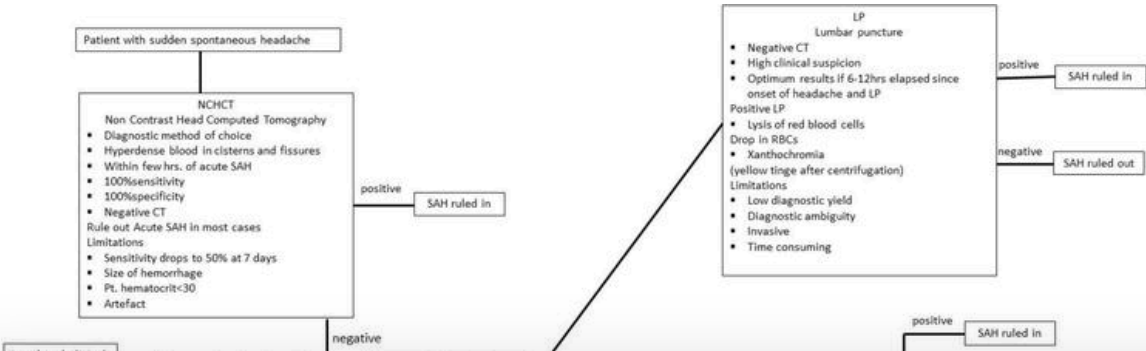 Patient with sudden spontaneous headache
NCHCT
Non Contrast Head Computed Tomography
▪ Diagnostic method of choice
▪ Hyperdense blood in cisterns and fissures
▪ Within few hrs. of acute SAH
▪ 100%sensitivity
▪ 100%specificity
▪ Negative CT
Rule out Acute SAH in most cases
Limitations
▪ Sensitivity drops to 50% at 7 days
▪ Size of hemorrhage
▪ Pt. hematocrit<30
▪ Artefact
positive
SAH ruled in
negative
LP
Lumbar puncture
▪ Negative CT
▪ High clinical suspicion
▪ Optimum results if 6-12hrs elapsed since
onset of headache and LP
Positive LP
▪ Lysis of red blood cells
Drop in RBCs
▪ Xanthochromia
(yellow tinge after centrifugation)
Limitations
▪ Low diagnostic yield
▪ Diagnostic ambiguity
▪ Invasive
▪ Time consuming
positive
SAH ruled in
negative
SAH ruled out
positive
SAH ruled in